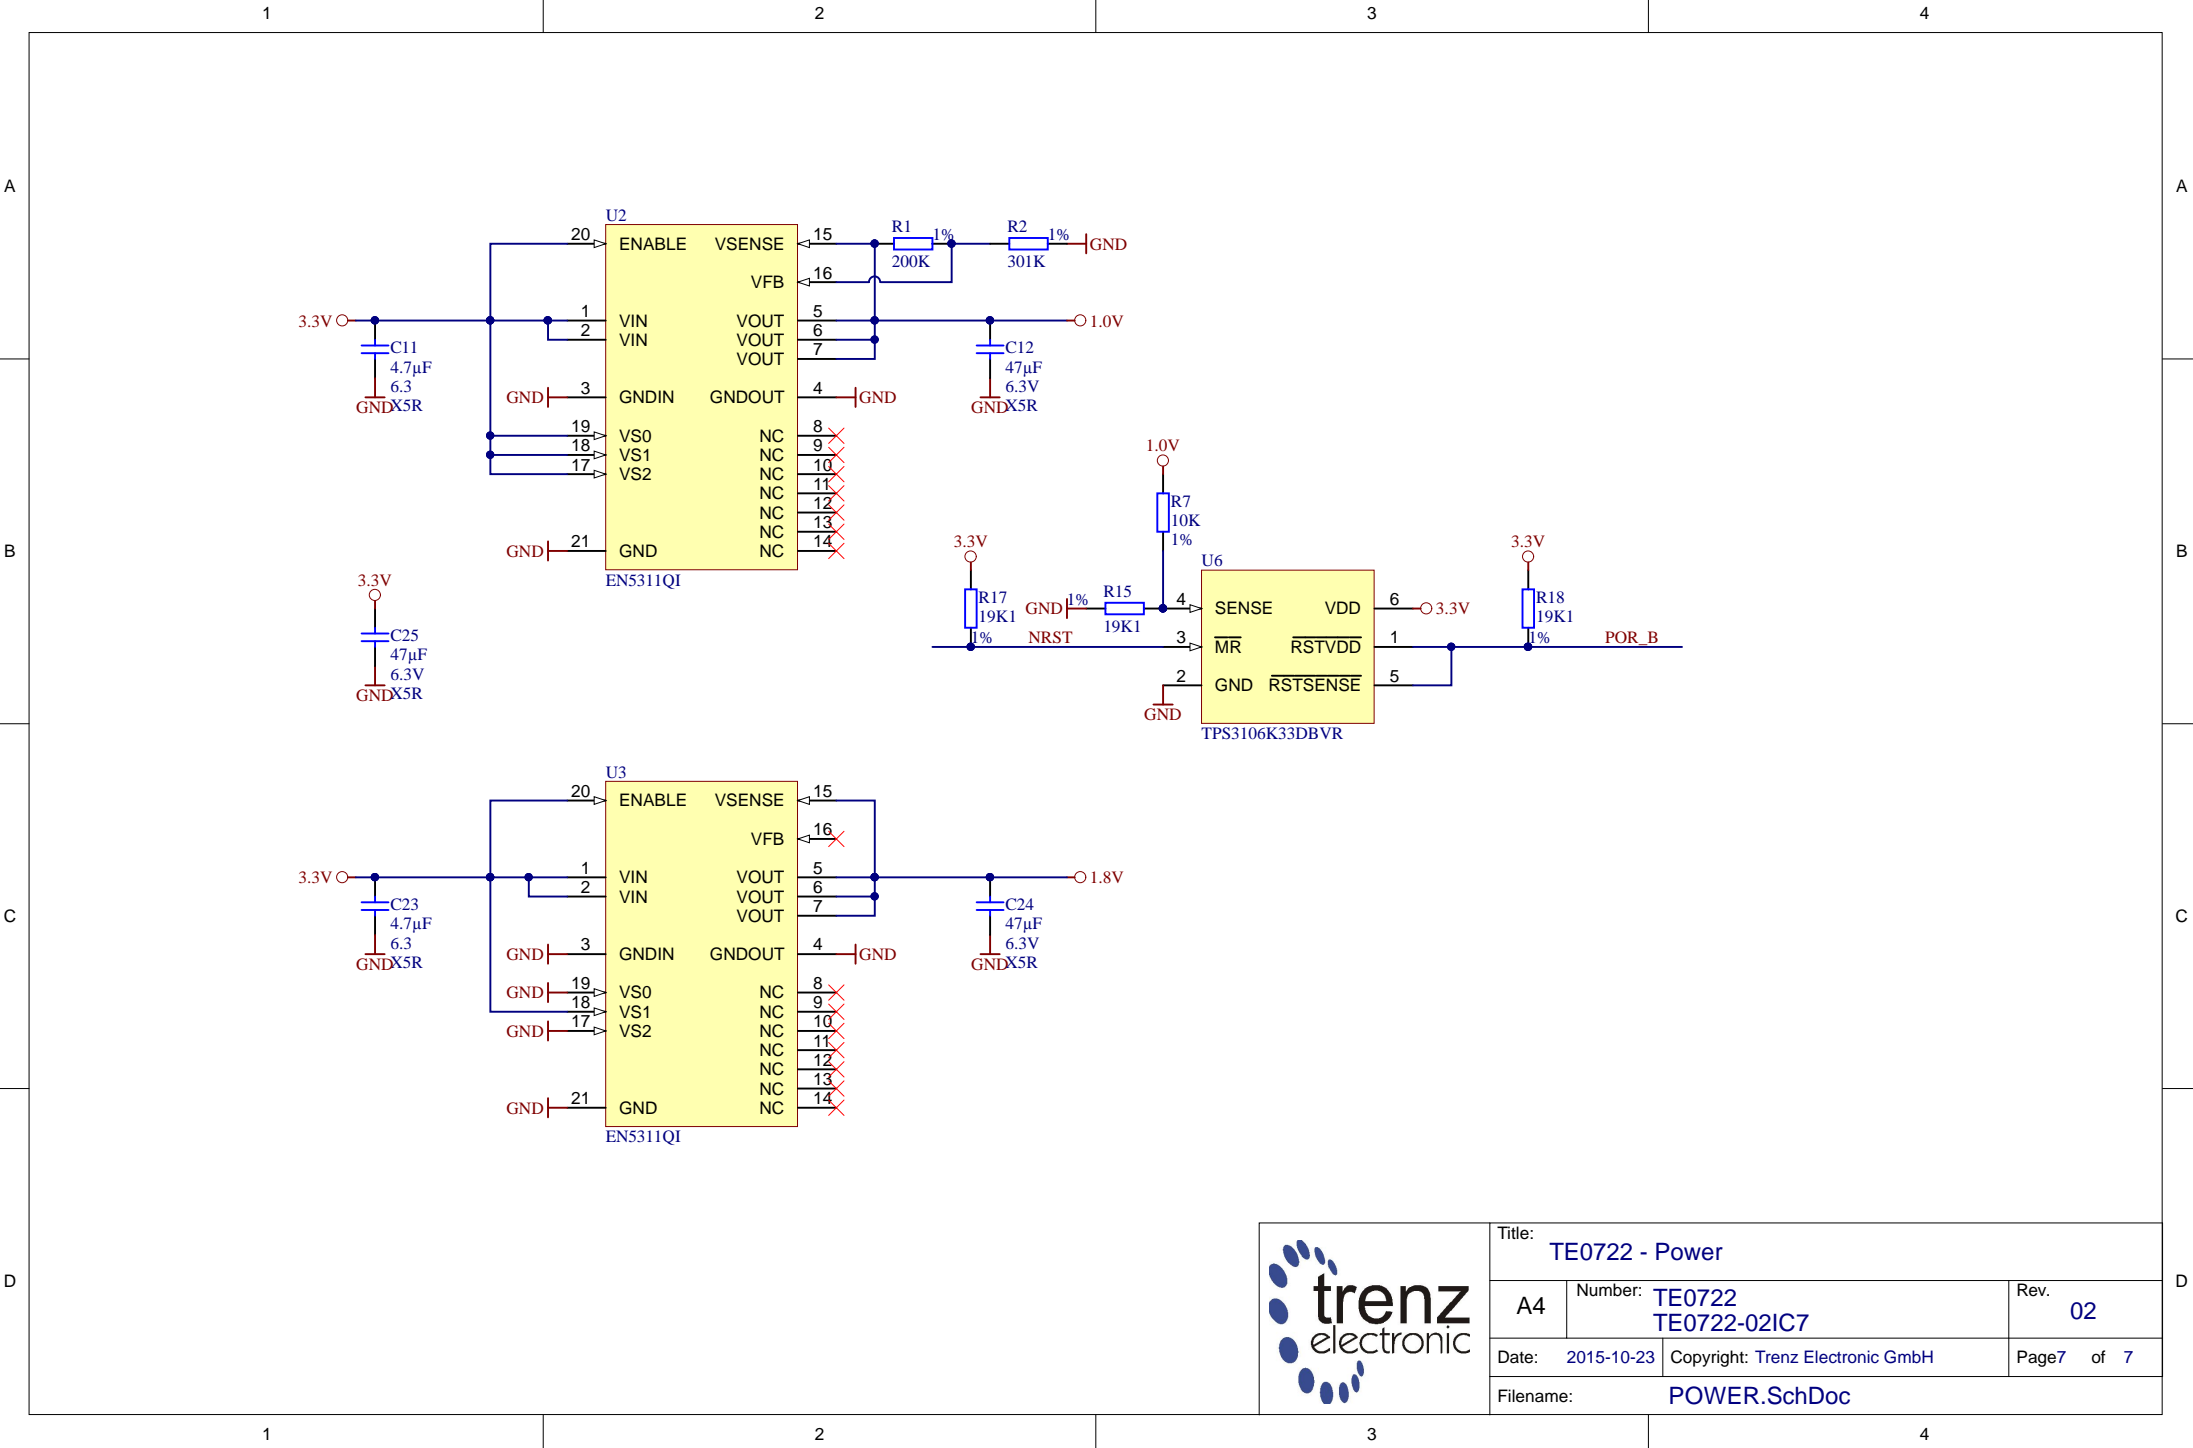 1 2 3 4
A A
B B
C C
D D
U2
20 ENABLE VSENSE 15
VFB 16
1 VIN VOUT 5
2 VIN VOUT 6
VOUT 7
3 GNDIN GNDOUT 4
19 VS0 NC 8
18 VS1 NC 9
17 VS2 NC 10
NC 11
NC 12
NC 13
21 GND NC 14
EN5311QI
3.3V
C11
4.7µF
6.3
X5R
GND
GND
GND
R1
1%
200K
R2
1%
301K
GND
1.0V
C12
47µF
6.3V
X5R
GND
GND
3.3V
C25
47µF
6.3V
X5R
GND
1.0V
R7
10K
1%
3.3V
R17
19K1
1%
NRST
GND
1%
R15
19K1
U6
4 SENSE VDD 6
3 MR RSTVDD 1
2 GND RSTSENSE 5
TPS3106K33DBVR
GND
3.3V
3.3V
R18
19K1
1%
POR_B
U3
20 ENABLE VSENSE 15
VFB 16
1 VIN VOUT 5
2 VIN VOUT 6
VOUT 7
3 GNDIN GNDOUT 4
19 VS0 NC 8
18 VS1 NC 9
17 VS2 NC 10
NC 11
NC 12
NC 13
21 GND NC 14
EN5311QI
3.3V
C23
4.7µF
6.3
X5R
GND
GND
GND
GND
GND
1.8V
C24
47µF
6.3V
X5R
GND
GND
trenz
electronic
Title:
TE0722 - Power
A4
Number: TE0722
TE0722-02IC7
Rev.
02
Date: 2015-10-23 Copyright: Trenz Electronic GmbH Page7 of 7
Filename: POWER.SchDoc
1 2 3 4